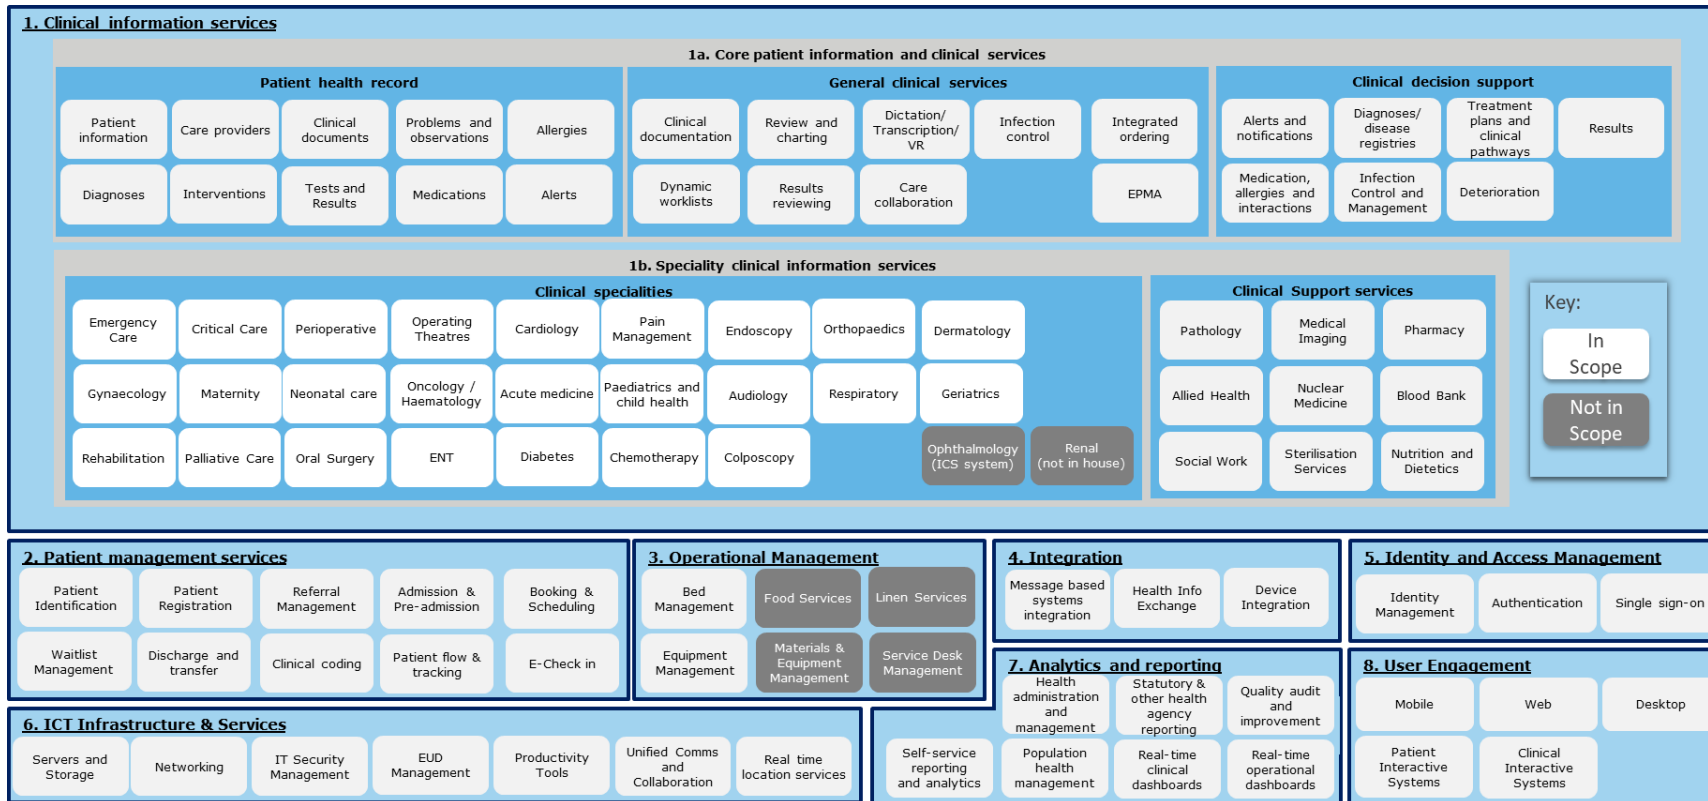 1. Clinical information services
1a. Core patient information and clinical services
Patient health record
Patient
information
Care providers
Clinical
documents
Problems and
observations
Allergies
Diagnoses
Interventions
Tests and
Results
Medications
Alerts
General clinical services
Clinical
documentation
Review and
charting
Dictation/
Transcription/
VR
Infection
control
Integrated
ordering
Dynamic
worklists
Results
reviewing
Care
collaboration
EPMA
Clinical decision support
Alerts and
notifications
Diagnoses/
disease
registries
Treatment
plans and
clinical
pathways
Results
Medication,
allergies and
interactions
Infection
Control and
Management
Deterioration
1b. Speciality clinical information services
Clinical specialities
Emergency
Care
Critical Care
Perioperative
Operating
Theatres
Cardiology
Pain
Management
Endoscopy
Orthopaedics
Dermatology
Gynaecology
Maternity
Neonatal care
Oncology /
Haematology
Acute medicine
Paediatrics and
child health
Audiology
Respiratory
Geriatrics
Rehabilitation
Palliative Care
Oral Surgery
ENT
Diabetes
Chemotherapy
Colposcopy
Ophthalmology
(ICS system)
Renal
(not in house)
Clinical Support services
Pathology
Medical
Imaging
Pharmacy
Allied Health
Nuclear
Medicine
Blood Bank
Social Work
Sterilisation
Services
Nutrition and
Dietetics
Key:
In
Scope
Not in
Scope
2. Patient management services
Patient
Identification
Patient
Registration
Referral
Management
Admission &
Pre-admission
Booking &
Scheduling
Waitlist
Management
Discharge and
transfer
Clinical coding
Patient flow &
tracking
E-Check in
3. Operational Management
Bed
Management
Food Services
Linen Services
Equipment
Management
Materials &
Equipment
Management
Service Desk
Management
4. Integration
Message based
systems
integration
Health Info
Exchange
Device
Integration
5. Identity and Access Management
Identity
Management
Authentication
Single sign-on
6. ICT Infrastructure & Services
Servers and
Storage
Networking
IT Security
Management
EUD
Management
Productivity
Tools
Unified Comms
and
Collaboration
Real time
location services
7. Analytics and reporting
Health
administration
and
management
Statutory &
other health
agency
reporting
Quality audit
and
improvement
Self-service
reporting
and analytics
Population
health
management
Real-time
clinical
dashboards
Real-time
operational
dashboards
8. User Engagement
Mobile
Web
Desktop
Patient
Interactive
Systems
Clinical
Interactive
Systems